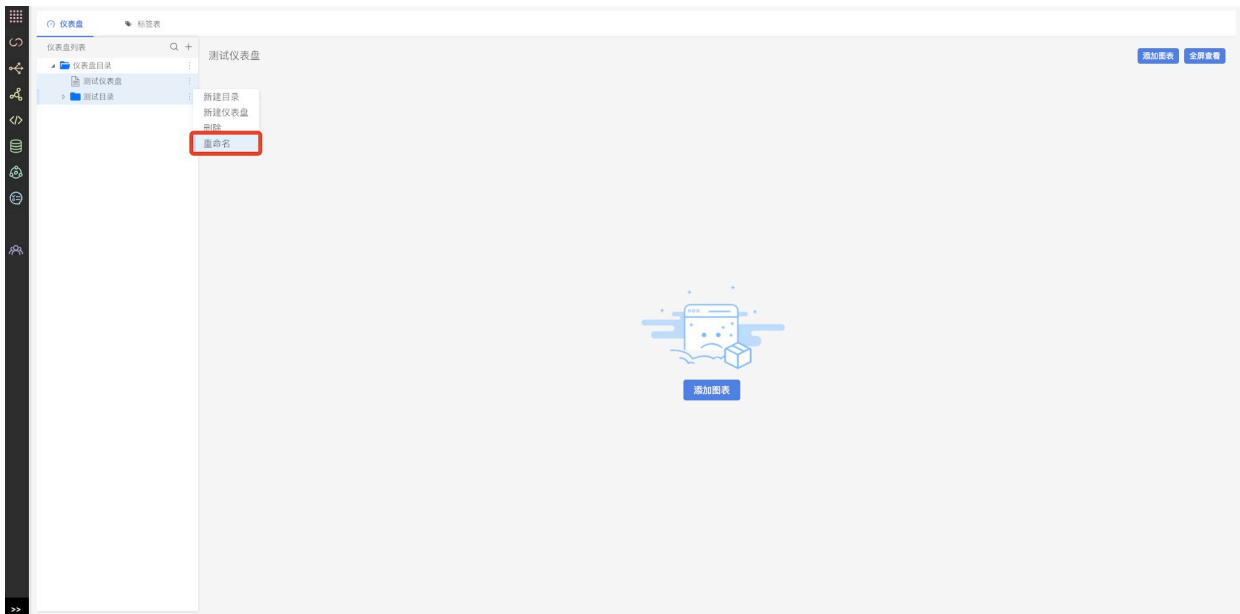 仪表盘
标签表
仪表盘列表
仪表盘目录
测试仪表盘
测试目录
测试仪表盘
添加图表
全屏查看
新建目录
新建仪表盘
删除
重命名
添加图表
>>